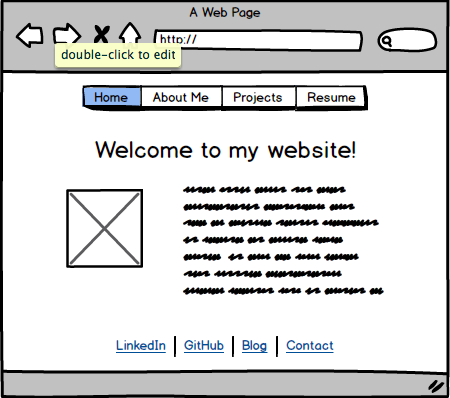 A Web Page
http://
double-click to edit
Home About Me Projects Resume
Welcome to my website!
LinkedIn GitHub Blog Contact